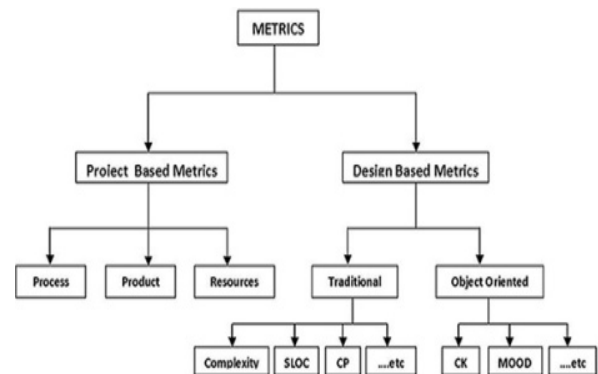 METRICS
Project Based Metrics
Design Based Metrics
Process
Product
Resources
Traditional
Object Oriented
Complexity
SLOC
CP
....etc
CK
MOOD
....etc